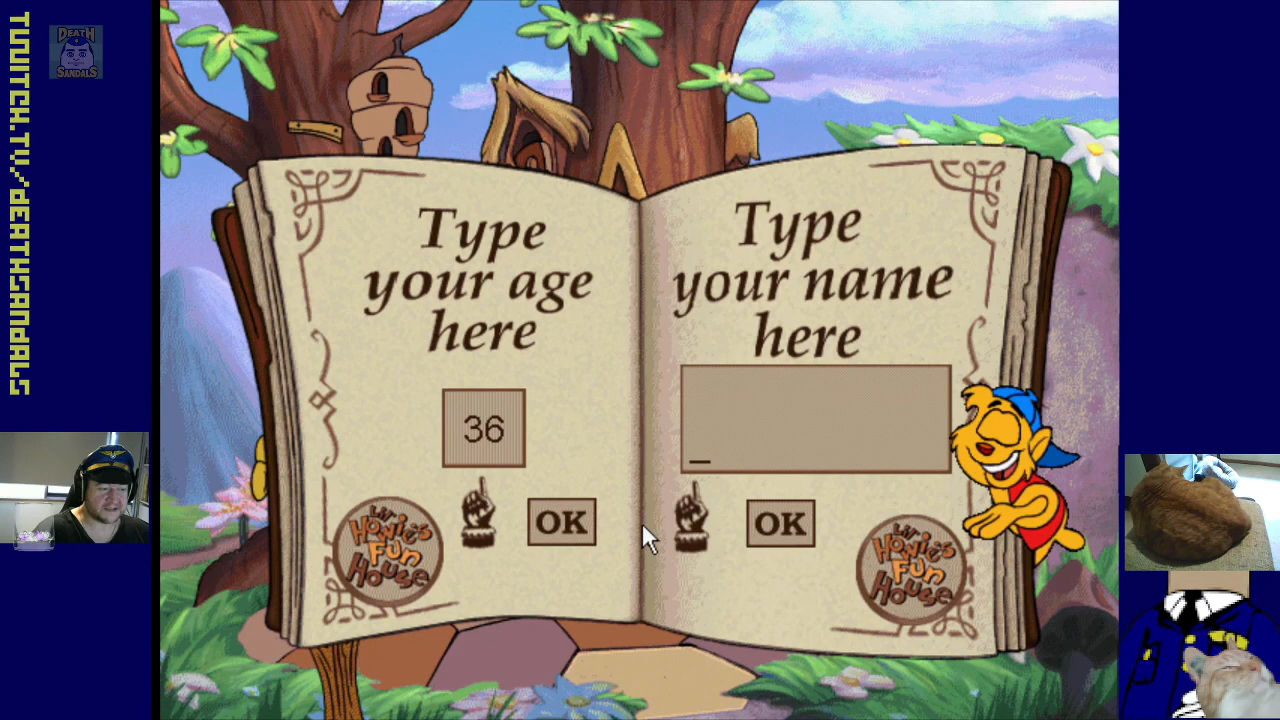 TWITCH.TV/DEATHSANDALS
DEATH
SANDALS
Type
your age
here
36
OK
Lil'
Howie's
Fun
House
Type
your name
here
_
OK
Lil'
Howie's
Fun
House